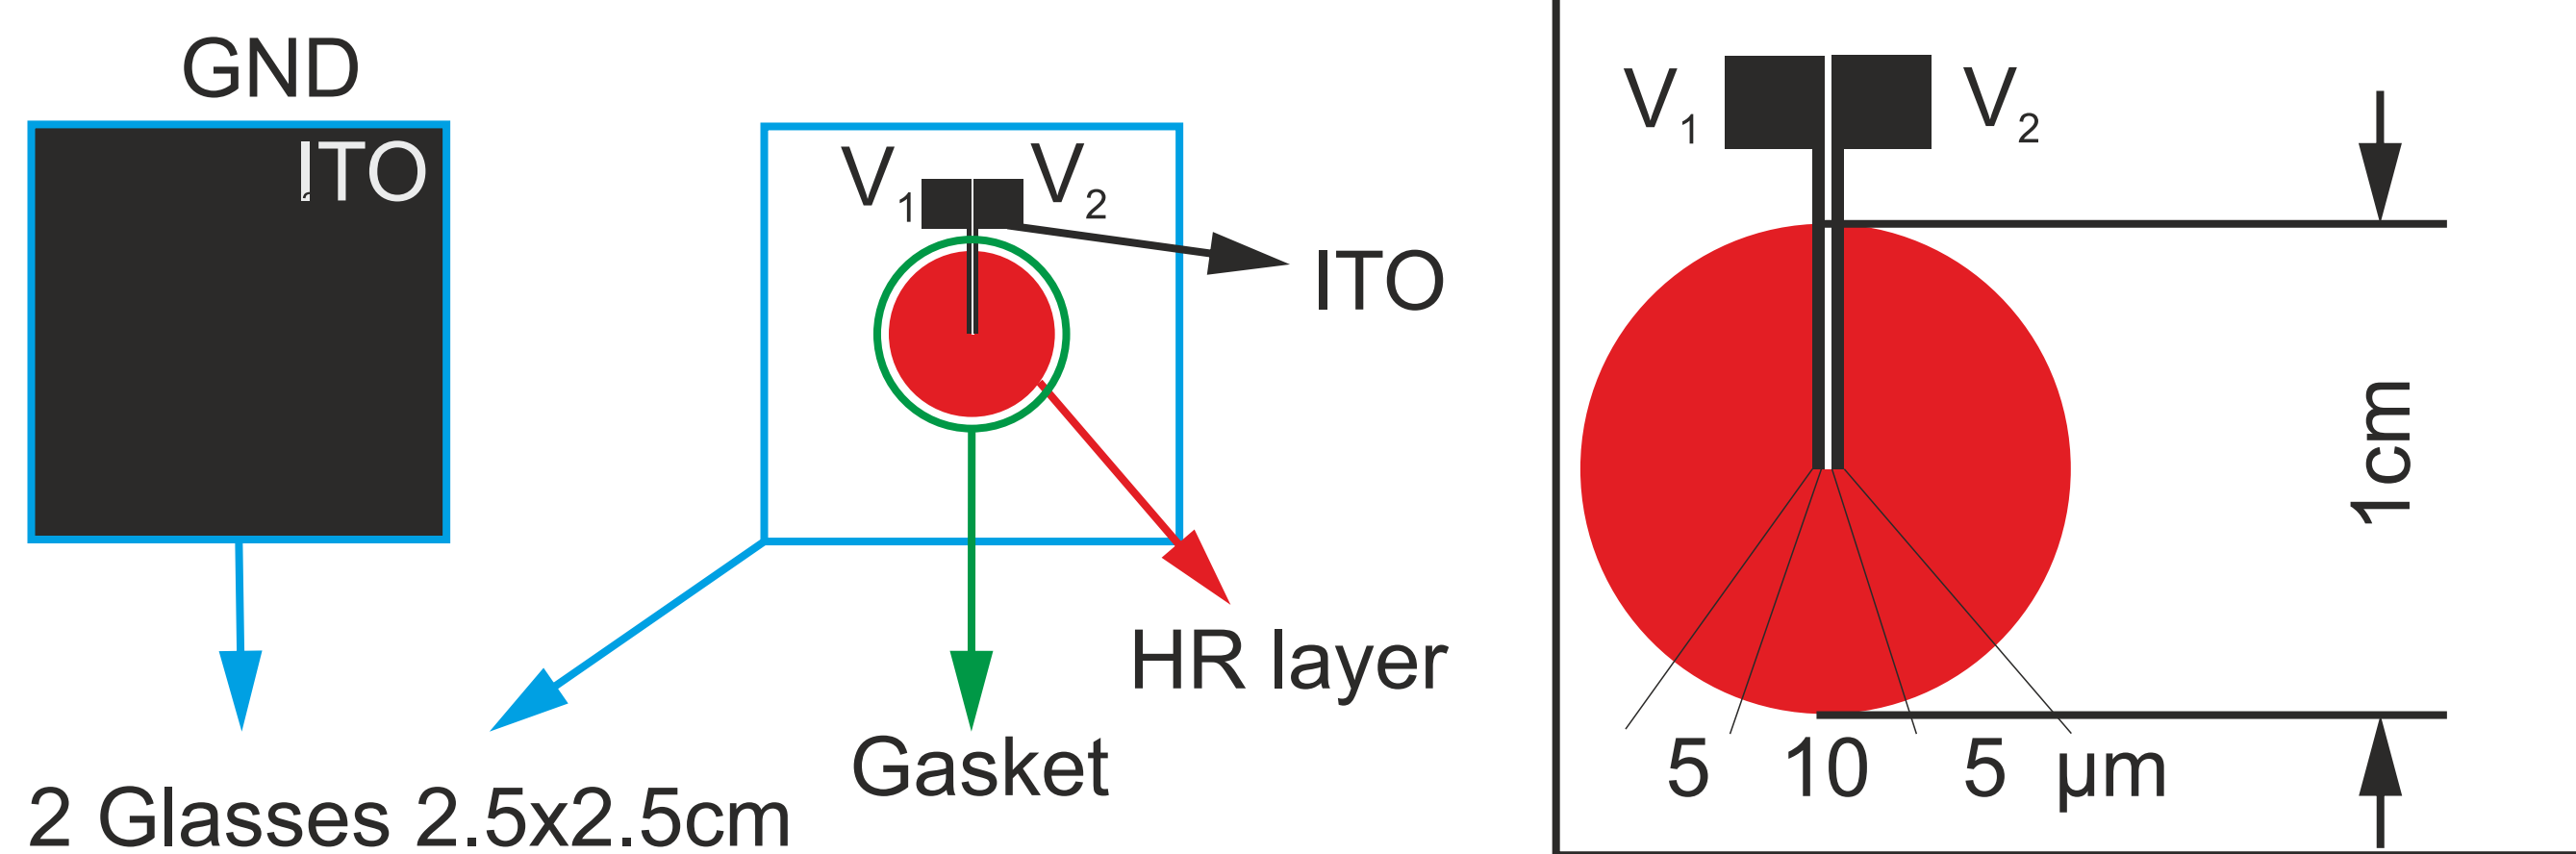 GND
ITO
V1 V2
ITO
HR layer
Gasket
2 Glasses 2.5x2.5cm
V1 V2
1cm
5 10 5 µm